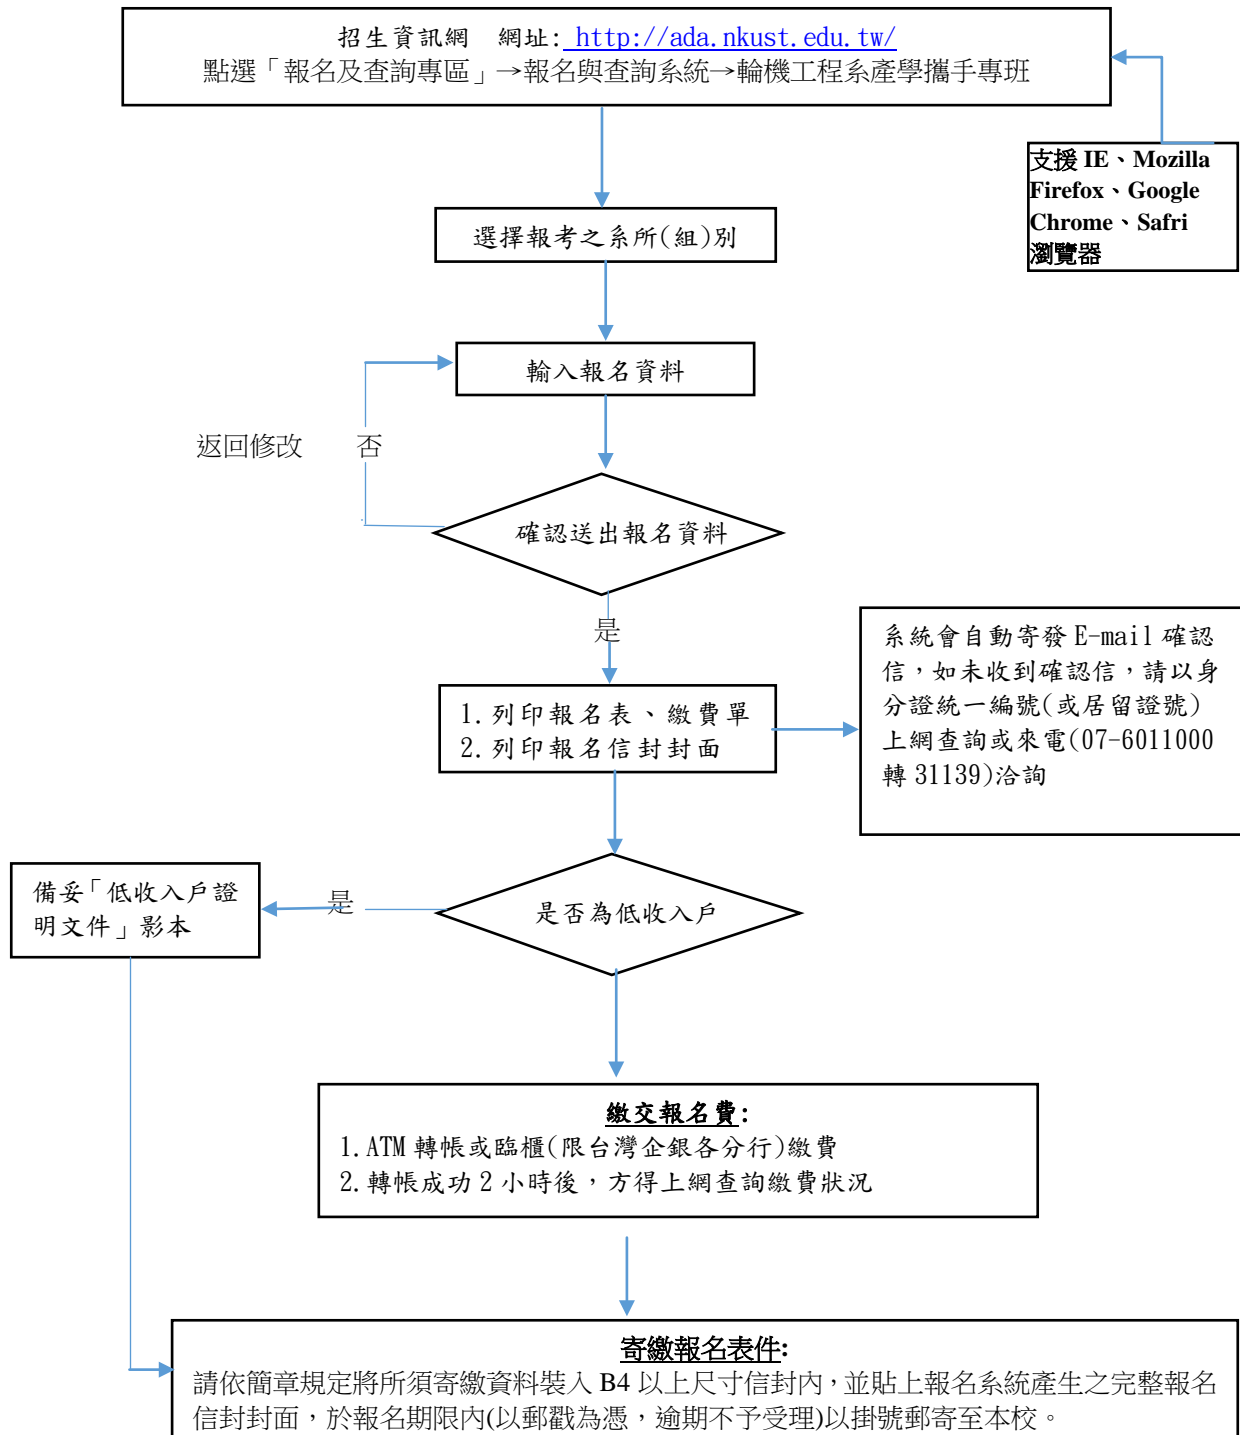 招生資訊網　網址: http://ada.nkust.edu.tw/
點選「報名及查詢專區」→報名與查詢系統→輪機工程系產學攜手專班
支援 IE、Mozilla
Firefox、Google
Chrome、Safri
瀏覽器
選擇報考之系所(組)別
輸入報名資料
返回修改　否
確認送出報名資料
是
系統會自動寄發 E-mail 確認
信，如未收到確認信，請以身
分證統一編號(或居留證號)
上網查詢或來電(07-6011000
轉 31139)洽詢
1. 列印報名表、繳費單
2. 列印報名信封封面
備妥「低收入戶證
明文件」影本
是
是否為低收入戶
繳交報名費:
1. ATM 轉帳或臨櫃(限台灣企銀各分行)繳費
2. 轉帳成功 2 小時後，方得上網查詢繳費狀況
寄繳報名表件:
請依簡章規定將所須寄繳資料裝入 B4 以上尺寸信封內，並貼上報名系統產生之完整報名
信封封面，於報名期限內(以郵戳為憑，逾期不予受理)以掛號郵寄至本校。